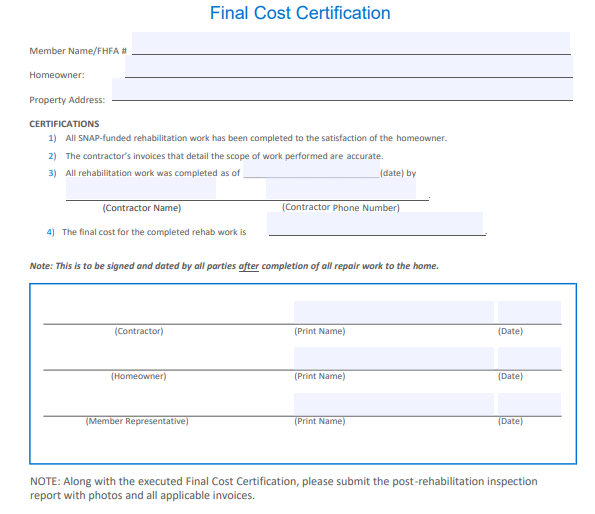 Final Cost Certification
Member Name/FHFA #
Homeowner:
Property Address:
CERTIFICATIONS
1) All SNAP-funded rehabilitation work has been completed to the satisfaction of the homeowner.
2) The contractor's invoices that detail the scope of work performed are accurate.
3) All rehabilitation work was completed as of (date) by
.
(Contractor Name) (Contractor Phone Number)
4) The final cost for the completed rehab work is .
Note: This is to be signed and dated by all parties after completion of all repair work to the home.
(Contractor) (Print Name) (Date)
(Homeowner) (Print Name) (Date)
(Member Representative) (Print Name) (Date)
NOTE: Along with the executed Final Cost Certification, please submit the post-rehabilitation inspection
report with photos and all applicable invoices.